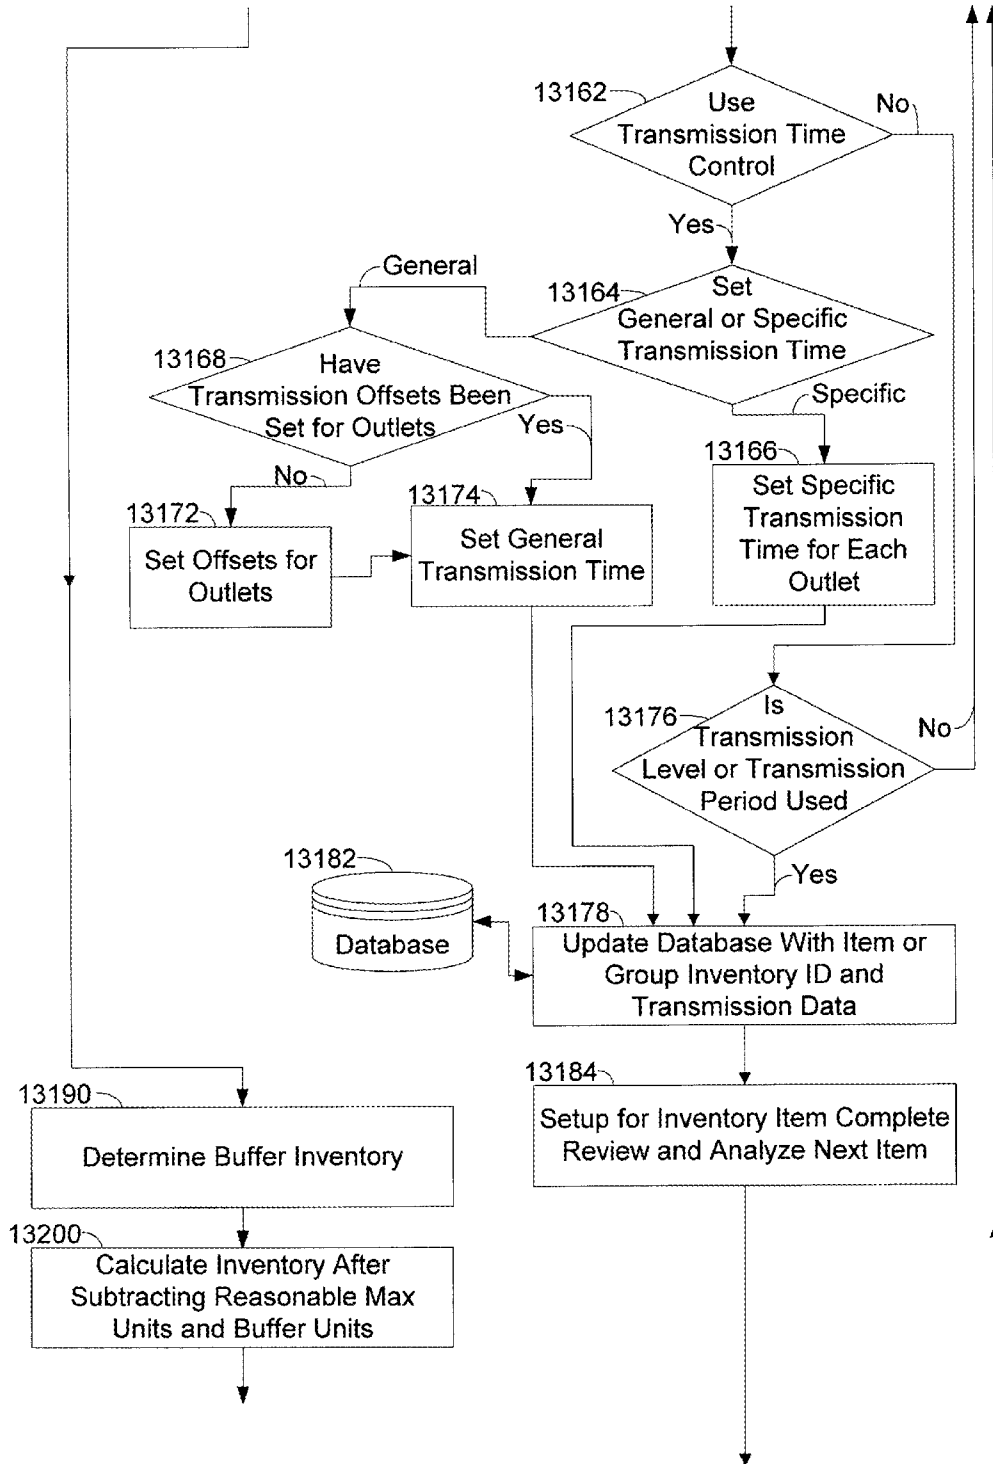 13162
Use
Transmission Time
Control
No
Yes
General
13164
Set
General or Specific
Transmission Time
13168
Have
Transmission Offsets Been
Set for Outlets
Specific
Yes
No
13166
Set Specific
Transmission
Time for Each
Outlet
13172
Set Offsets for
Outlets
13174
Set General
Transmission Time
13176
Is
Transmission
Level or Transmission
Period Used
No
Yes
13182
Database
13178
Update Database With Item or
Group Inventory ID and
Transmission Data
13184
Setup for Inventory Item Complete
Review and Analyze Next Item
13190
Determine Buffer Inventory
13200
Calculate Inventory After
Subtracting Reasonable Max
Units and Buffer Units